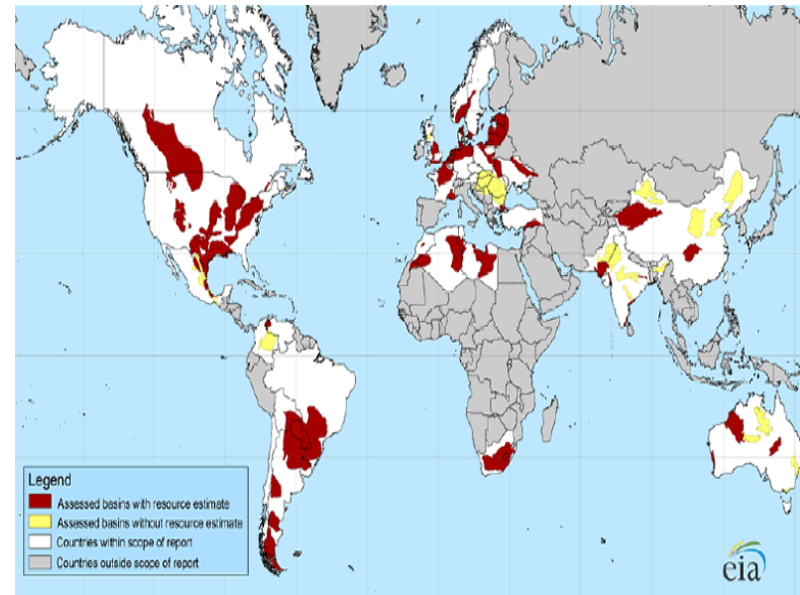 Legend
Assessed basins with resource estimate
Assessed basins without resource estimate
Countries within scope of report
Countries outside scope of report
eia